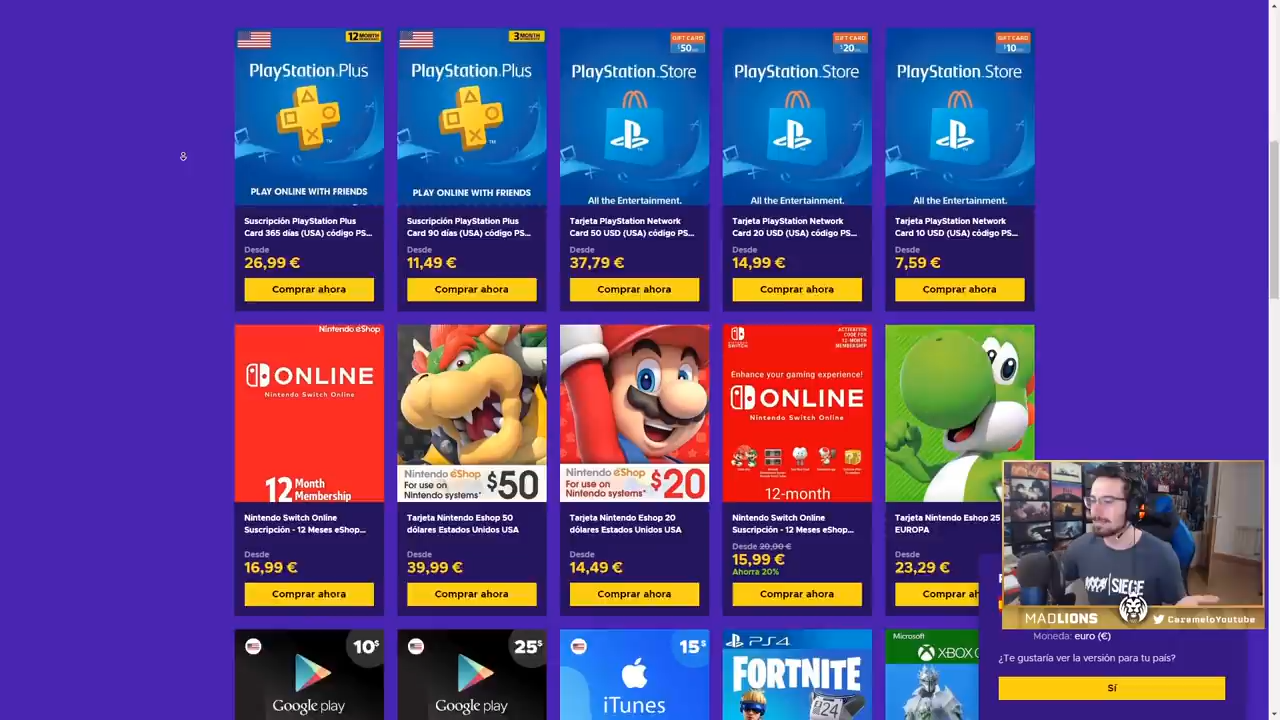 12 MONTH
PlayStation Plus
PLAY ONLINE WITH FRIENDS
Suscripción PlayStation Plus
Card 365 días (USA) código PS...
Desde
26,99 €
Comprar ahora
3 MONTH
PlayStation Plus
PLAY ONLINE WITH FRIENDS
Suscripción PlayStation Plus
Card 90 días (USA) código PS...
Desde
11,49 €
Comprar ahora
GIFT CARD
$50
PlayStation Store
All the Entertainment.
Tarjeta PlayStation Network
Card 50 USD (USA) código PS...
Desde
37,79 €
Comprar ahora
GIFT CARD
$20
PlayStation Store
All the Entertainment.
Tarjeta PlayStation Network
Card 20 USD (USA) código PS...
Desde
14,99 €
Comprar ahora
GIFT CARD
$10
PlayStation Store
All the Entertainment.
Tarjeta PlayStation Network
Card 10 USD (USA) código PS...
Desde
7,59 €
Comprar ahora
Nintendo eShop
ONLINE
Nintendo Switch Online
12 Month
Membership
Nintendo Switch Online
Suscripción - 12 Meses eShop...
Desde
16,99 €
Comprar ahora
Nintendo eShop
For use on
Nintendo systems*
$50
Tarjeta Nintendo Eshop 50
dólares Estados Unidos USA
Desde
39,99 €
Comprar ahora
Nintendo eShop
For use on
Nintendo systems*
$20
Tarjeta Nintendo Eshop 20
dólares Estados Unidos USA
Desde
14,49 €
Comprar ahora
ACTIVATION
CODE FOR
12-MONTH
MEMBERSHIP
Enhance your gaming experience!
ONLINE
Nintendo Switch Online
12-month
Nintendo Switch Online
Suscripción - 12 Meses eShop...
Desde 20,00 €
15,99 €
Ahorra 20%
Comprar ahora
Tarjeta Nintendo Eshop 25
EUROPA
Desde
23,29 €
Comprar ah
10$
Google play
25$
Google play
15$
iTunes
PS4
FORTNITE
Microsoft
XBOX
SIEGE
MADLIONS
CarameloYoutube
Moneda: euro (€)
¿Te gustaría ver la versión para tu país?
Sí